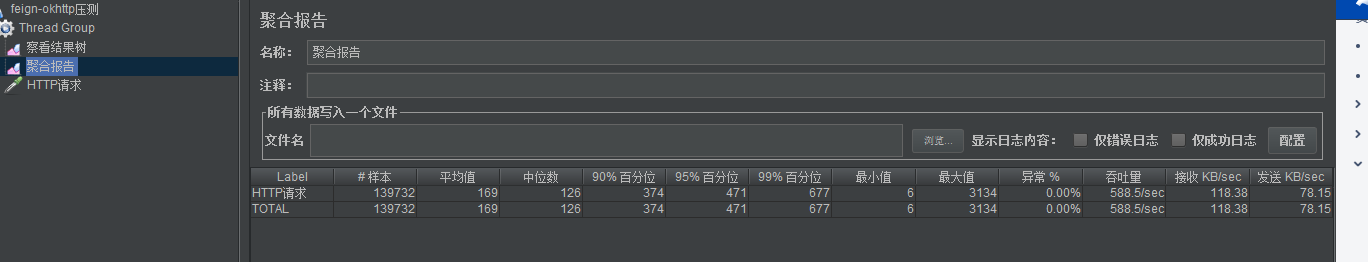 feign-okhttp压测
Thread Group
察看结果树
聚合报告
HTTP请求
聚合报告
名称： 聚合报告
注释：
所有数据写入一个文件
文件名 浏览... 显示日志内容： 仅错误日志 仅成功日志 配置
Label # 样本 平均值 中位数 90% 百分位 95% 百分位 99% 百分位 最小值 最大值 异常 % 吞吐量 接收 KB/sec 发送 KB/sec
HTTP请求 139732 169 126 374 471 677 6 3134 0.00% 588.5/sec 118.38 78.15
TOTAL 139732 169 126 374 471 677 6 3134 0.00% 588.5/sec 118.38 78.15